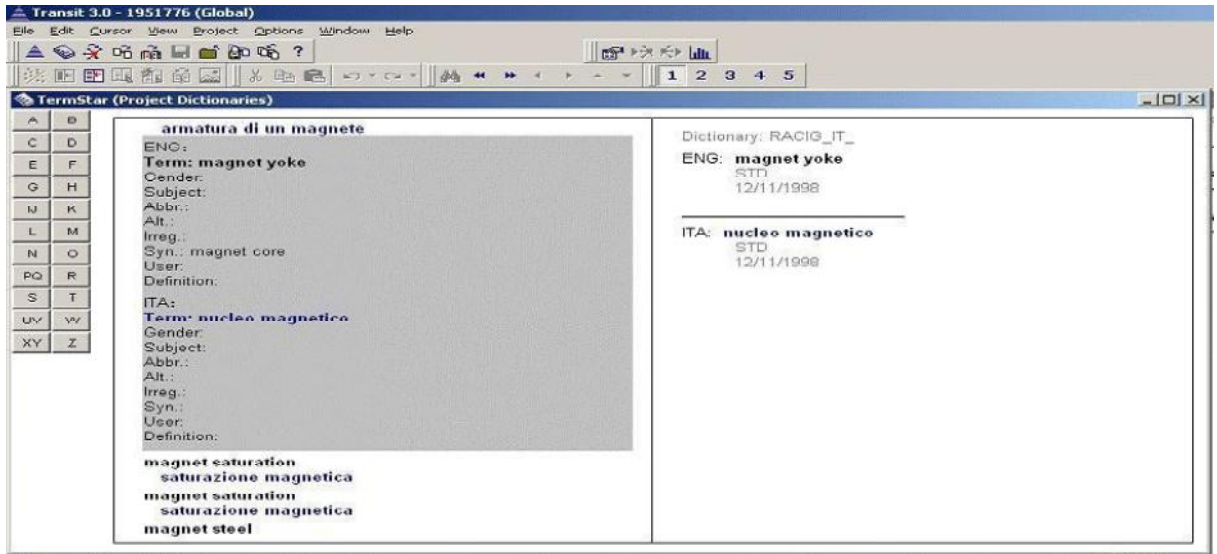 Transit 3.0 - 1951776 (Global)
File Edit Cursor View Project Options Window Help
1 2 3 4 5
TermStar (Project Dictionaries)
A B
C D
E F
G H
IJ K
L M
N O
PQ R
S T
UV W
XY Z
armatura di un magnete
ENG:
Term: magnet yoke
Gender:
Subject:
Abbr.:
Alt.:
Irreg.:
Syn.: magnet core
User:
Definition:
ITA:
Term: nucleo magnetico
Gender:
Subject:
Abbr.:
Alt.:
Irreg.:
Syn.:
User:
Definition:
magnet saturation
saturazione magnetica
magnet saturation
saturazione magnetica
magnet steel
Dictionary: RACIG_IT_
ENG: magnet yoke
STD
12/11/1998
ITA: nucleo magnetico
STD
12/11/1998